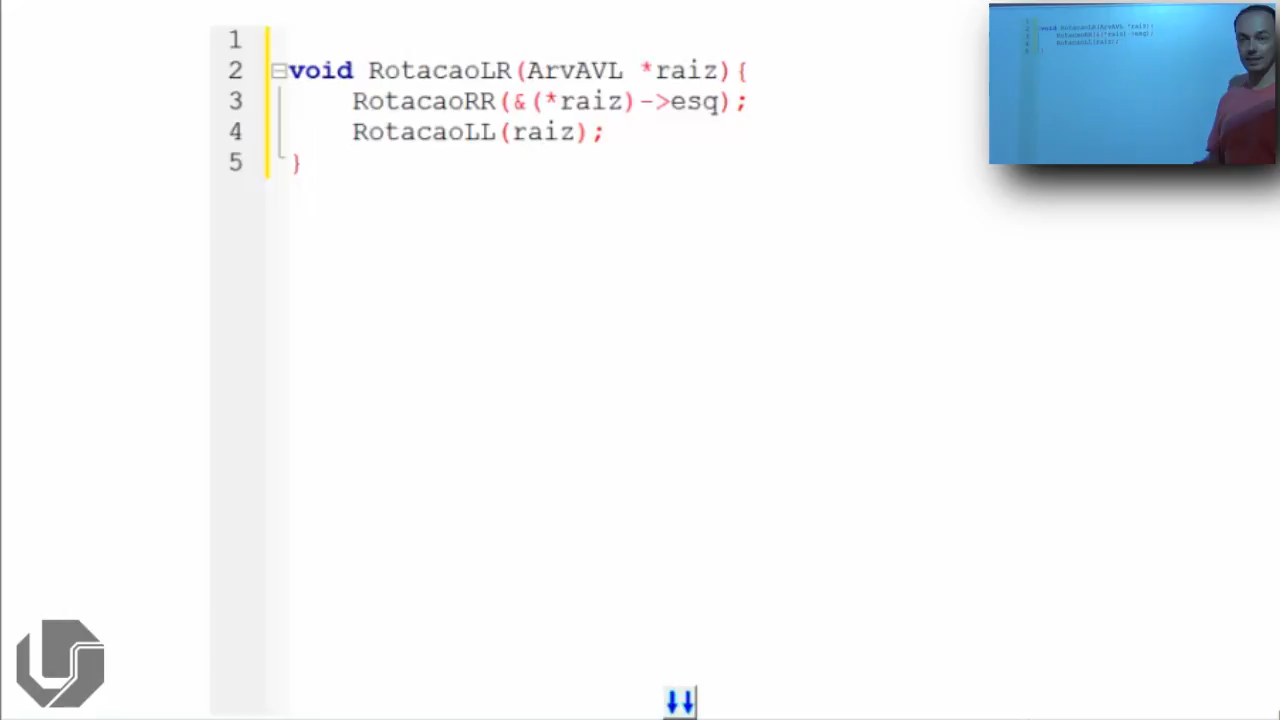 1
2 void RotacaoLR(ArvAVL *raiz){
3 RotacaoRR(&(*raiz)->esq);
4 RotacaoLL(raiz);
5 }